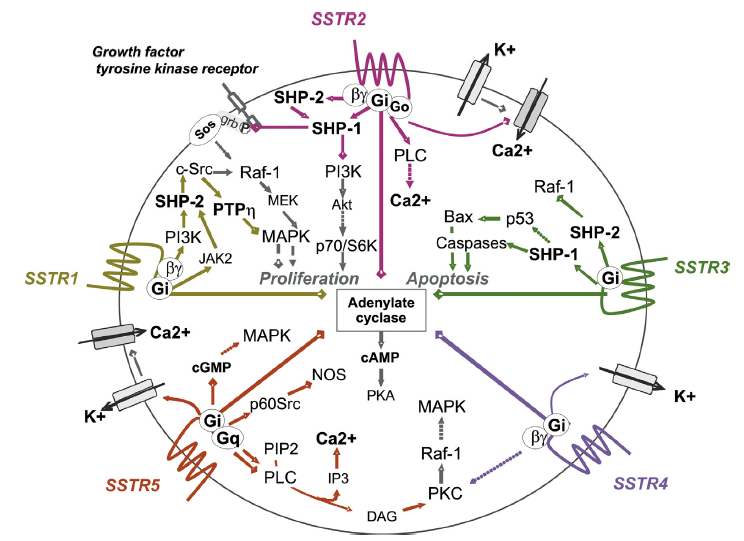 SSTR2
Growth factor
tyrosine kinase receptor
K+
SHP-2
βγ
Gi
Go
Sos
grb
P
SHP-1
Ca2+
PLC
c-Src
Raf-1
PI3K
Raf-1
MEK
Akt
Ca2+
SHP-2
PTPη
Bax
p53
SHP-2
PI3K
MAPK
p70/S6K
Caspases
SHP-1
JAK2
SSTR1
βγ
Gi
Proliferation
Apoptosis
Gi
SSTR3
Adenylate
cyclase
Ca2+
MAPK
cGMP
cAMP
NOS
PKA
K+
p60Src
MAPK
K+
Gi
Gq
Ca2+
Gi
βγ
PIP2
Raf-1
SSTR5
PLC
IP3
PKC
SSTR4
DAG